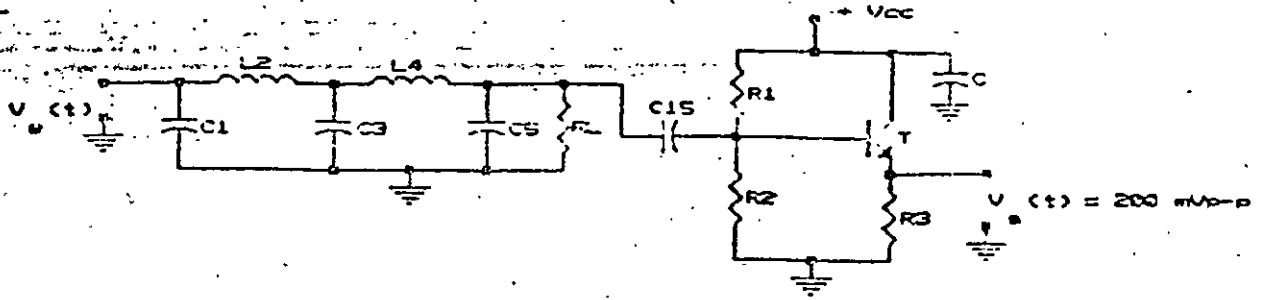 + Vcc
L2
L4
C
R1
C15
V (t)
C1
C3
C5
T
R2
R3
V (t) = 200 mVp-p